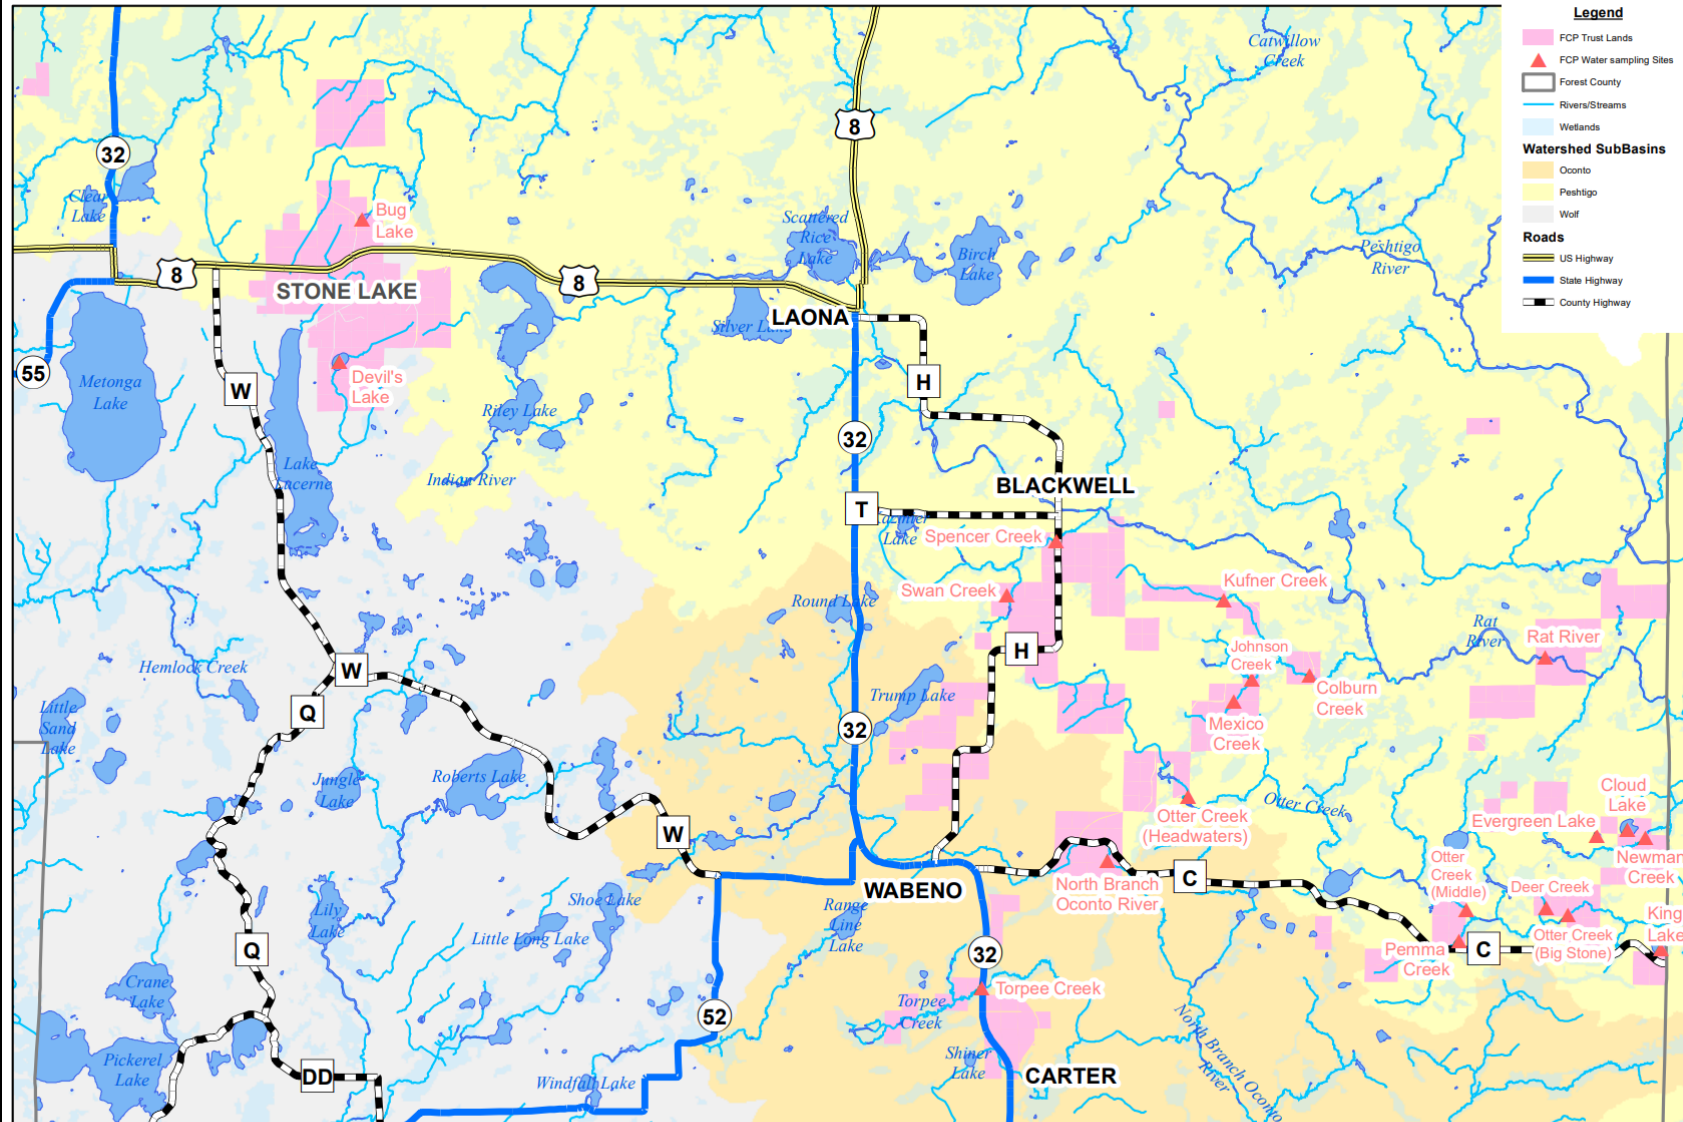 Legend
FCP Trust Lands
FCP Water sampling Sites
Forest County
Rivers/Streams
Wetlands
Watershed SubBasins
Oconto
Peshtigo
Wolf
Roads
US Highway
State Highway
County Highway
Catwillow
Creek
8
32
Clear
Lake
Bug
Lake
Scattered
Rice
Lake
Birch
Lake
Peshtigo
River
8
8
STONE LAKE
Silver Lake
LAONA
55
Metonga
Lake
W
Devil's
Lake
H
Riley Lake
32
Lake
Lucerne
Indian River
BLACKWELL
T
Lake
Spencer Creek
Swan Creek
Kufner Creek
Round Lake
Rat
River
Rat River
Hemlock Creek
W
H
Johnson
Creek
Colburn
Creek
Trump Lake
Q
Little
Sand
Lake
32
Mexico
Creek
Jungle
Lake
Roberts Lake
Otter Creek
(Headwaters)
Otter Creek
Cloud
Lake
Evergreen Lake
W
Newman
Creek
Otter
Creek
(Middle)
WABENO
North Branch
Oconto River
C
Deer Creek
Shoe Lake
Range
Line
Lake
Lily
Lake
Little Long Lake
King
Lake
Otter Creek
(Big Stone)
Q
32
Pemma
Creek
C
Crane
Lake
Torpee Creek
Torpee
Creek
52
North Branch Oconto
River
Pickerel
Lake
Shiner
Lake
DD
Windfall Lake
CARTER